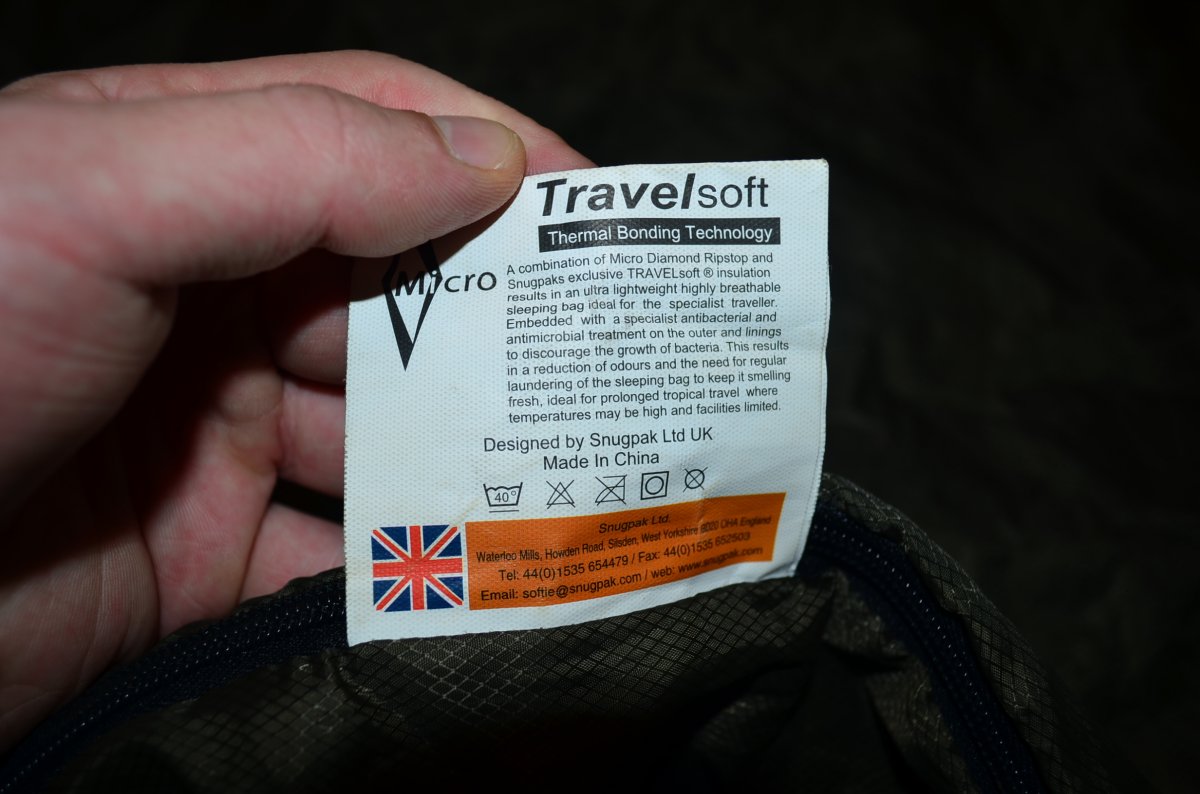 Travelsoft
Thermal Bonding Technology
Micro
A combination of Micro Diamond Ripstop and
Snugpaks exclusive TRAVELsoft ® insulation
results in an ultra lightweight highly breathable
sleeping bag ideal for the specialist traveller.
Embedded with a specialist antibacterial and
antimicrobial treatment on the outer and linings
to discourage the growth of bacteria. This results
in a reduction of odours and the need for regular
laundering of the sleeping bag to keep it smelling
fresh, ideal for prolonged tropical travel where
temperatures may be high and facilities limited.
Designed by Snugpak Ltd UK
Made In China
40°
Snugpak Ltd.
Waterloo Mills, Howden Road, Silsden, West Yorkshire BD20 0HA England
Tel: 44(0)1535 654479 / Fax: 44(0)1535 652503
Email: softie@snugpak.com / web: www.snugpak.com